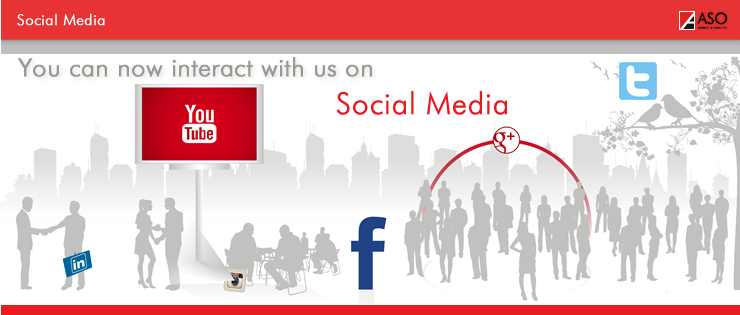 Social Media
ASO
You can now interact with us on
Social Media
You
Tube
g+
t
in
f